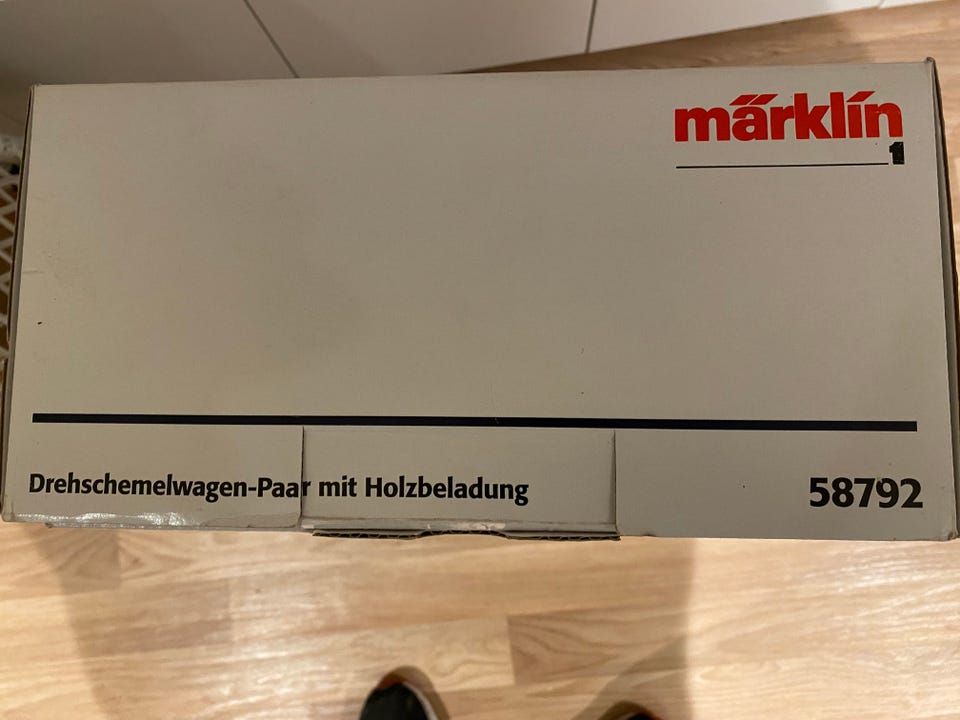 märklin
1
Drehschemelwagen-Paar mit Holzbeladung 58792